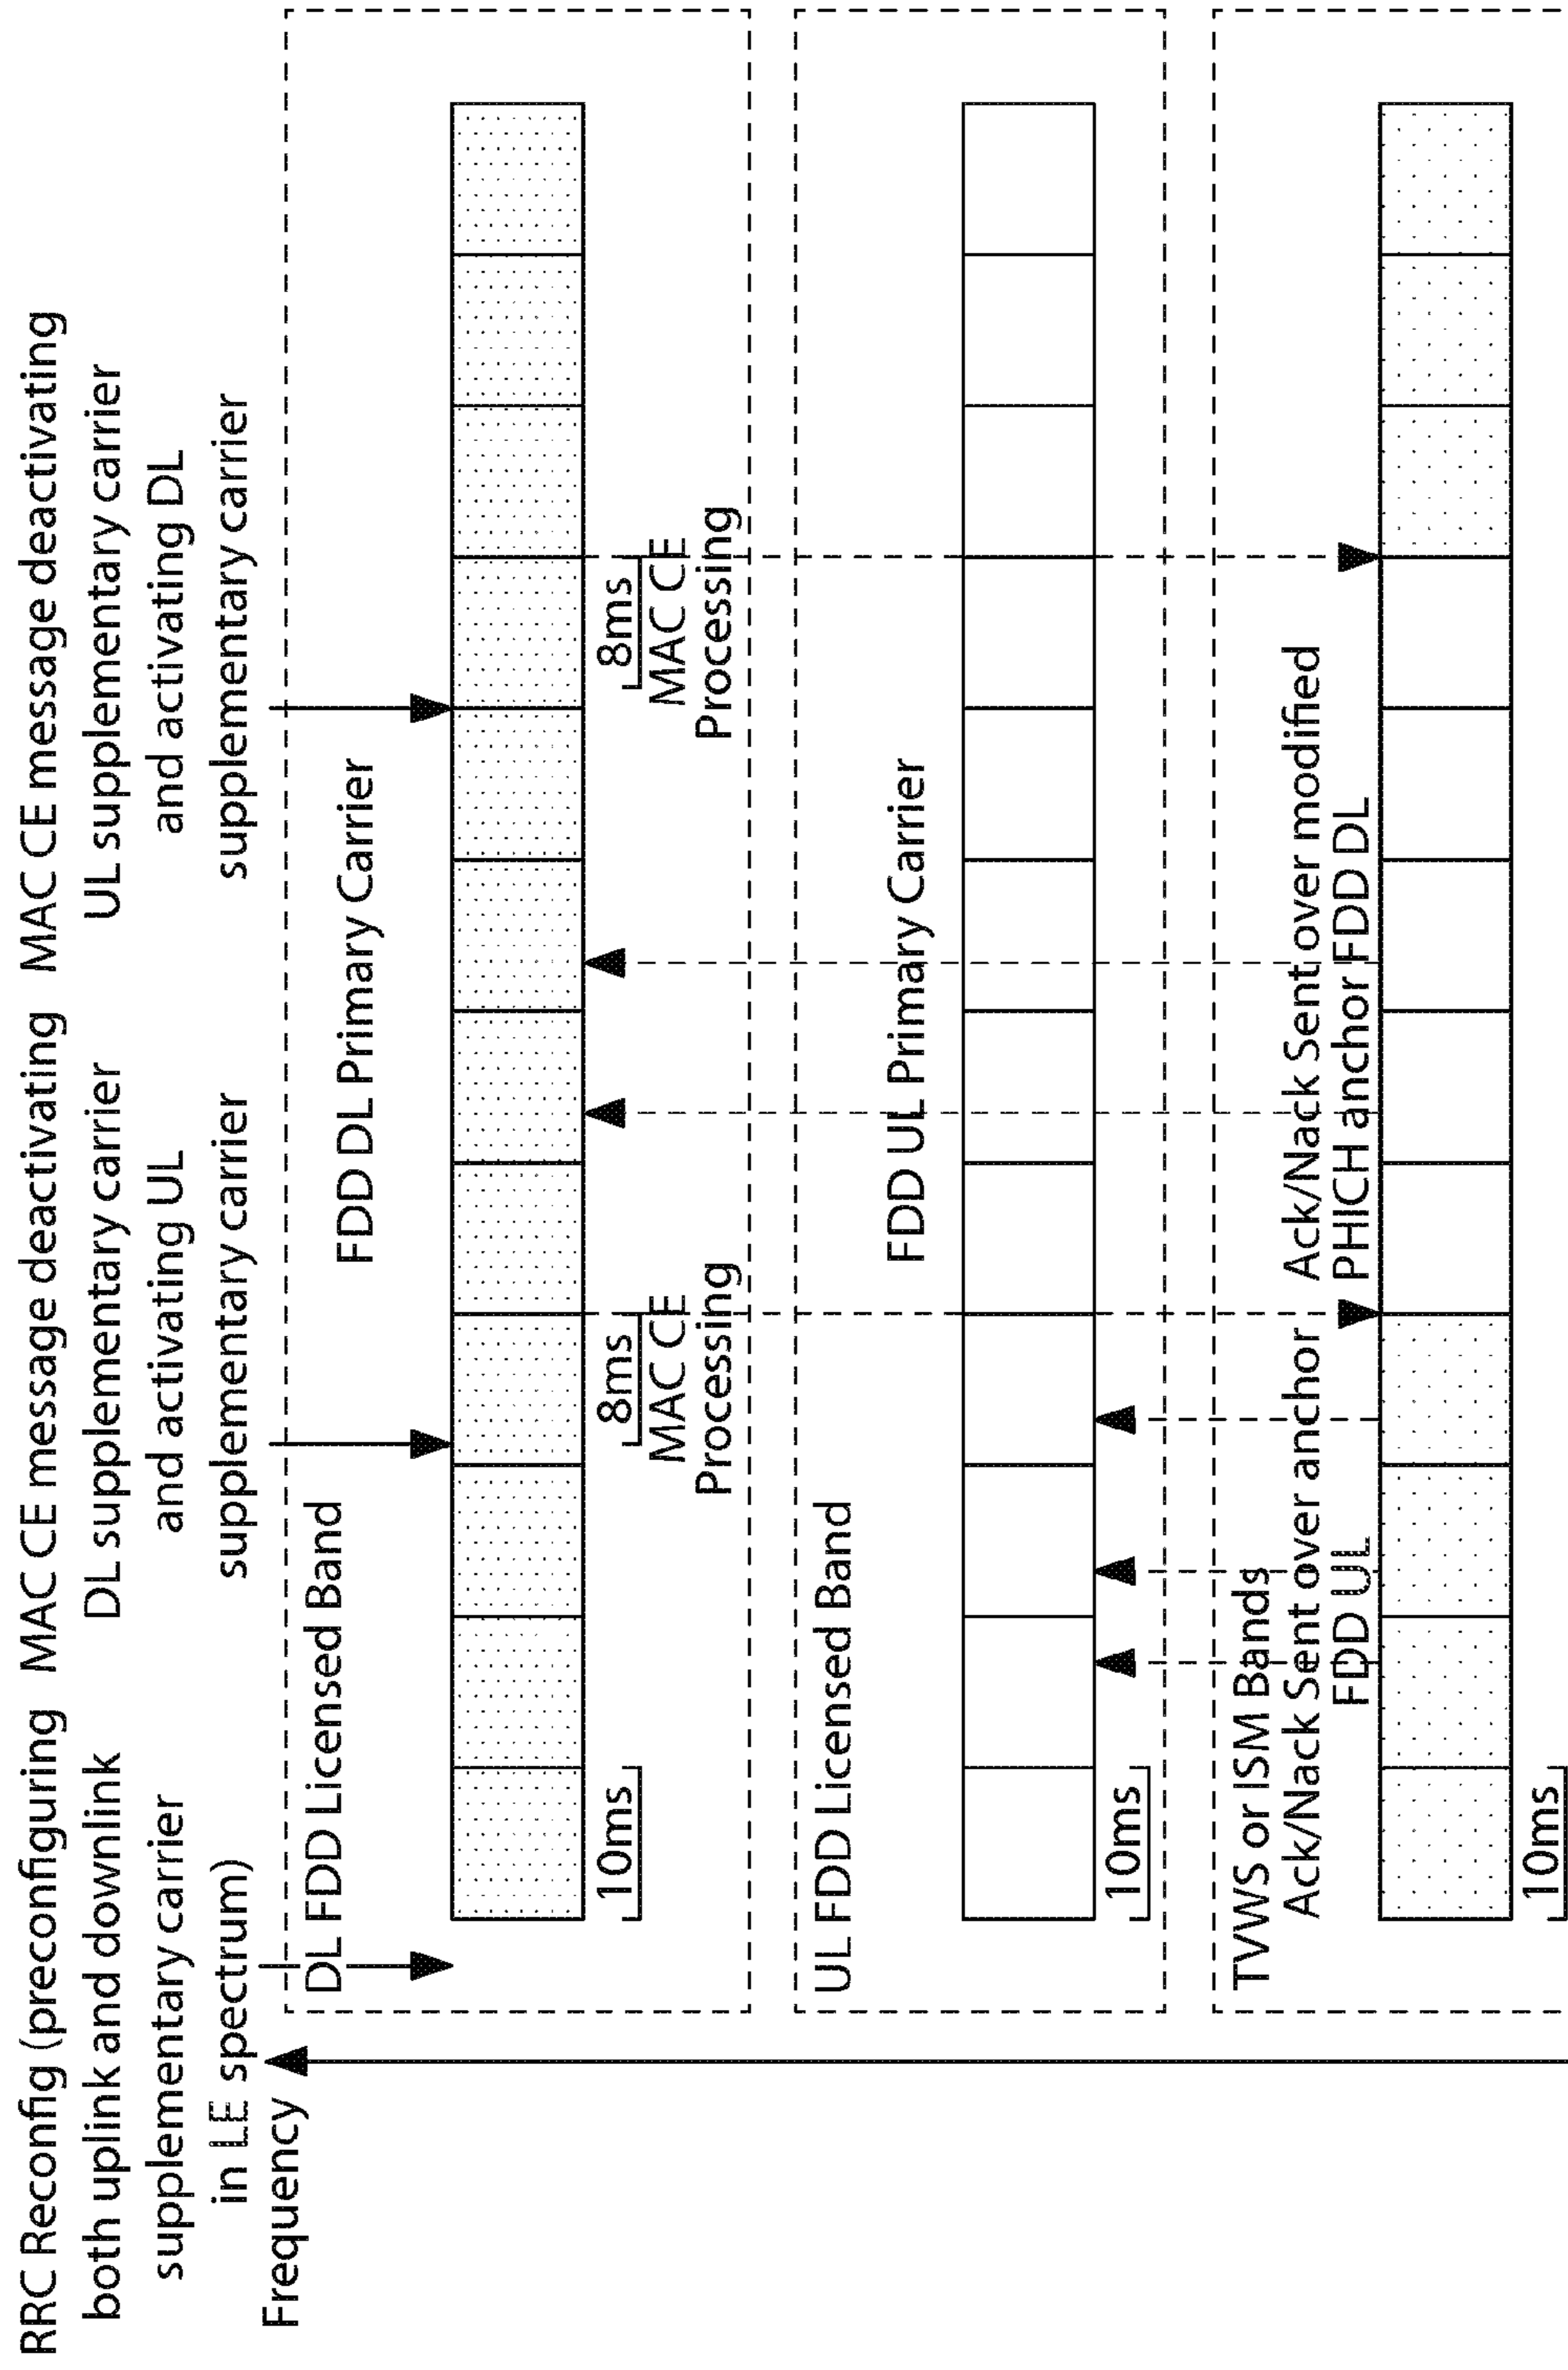 RRC Reconfig (preconfiguring
both uplink and downlink
supplementary carrier
in LE spectrum)
MAC CE message deactivating
DL supplementary carrier
and activating UL
supplementary carrier
MAC CE message deactivating
UL supplementary carrier
and activating DL
supplementary carrier
Frequency
DL FDD Licensed Band
FDD DL Primary Carrier
10ms
8ms
MAC CE
Processing
8ms
MAC CE
Processing
UL FDD Licensed Band
FDD UL Primary Carrier
10ms
TVWS or ISM Bands
Ack/Nack Sent over anchor
FDD UL
Ack/Nack Sent over modified
PHICH anchor FDD DL
10ms